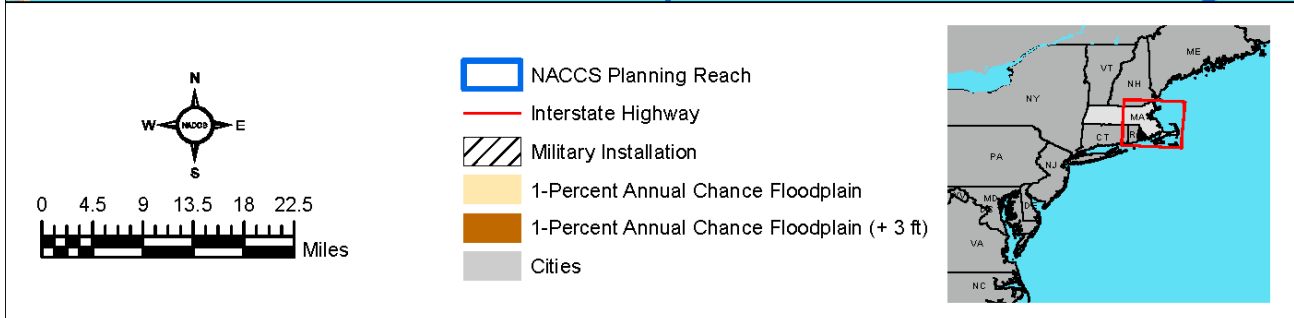 N
W NACCS E
S
0 4.5 9 13.5 18 22.5
Miles
NACCS Planning Reach
Interstate Highway
Military Installation
1-Percent Annual Chance Floodplain
1-Percent Annual Chance Floodplain (+ 3 ft)
Cities
ME
VT
NH
NY
MA
CT
PA
NJ
MD
DE
VA
NC